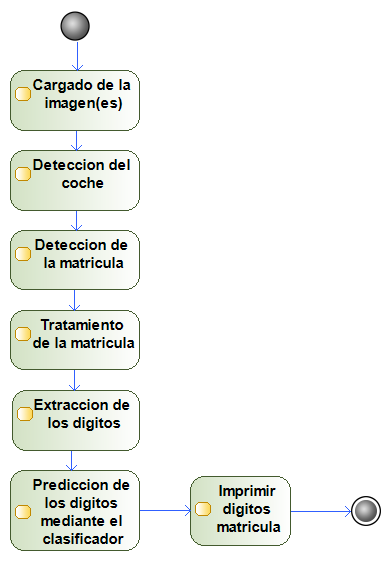 Cargado de la
imagen(es)
Deteccion del
coche
Deteccion de
la matricula
Tratamiento
de la matricula
Extraccion de
los digitos
Prediccion de
los digitos
mediante el
clasificador
Imprimir
digitos
matricula